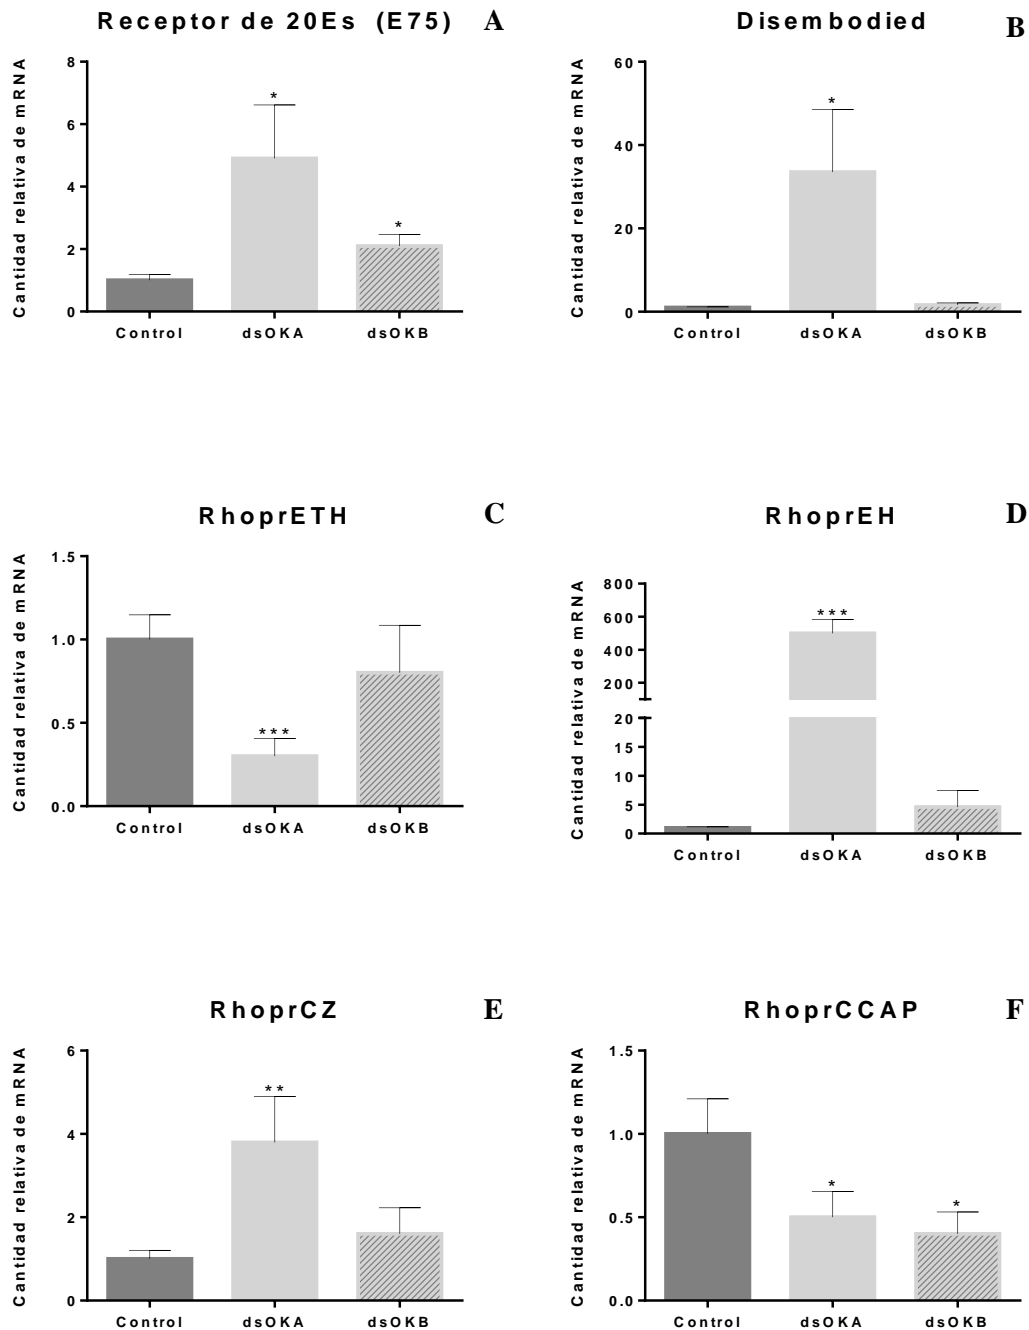 Receptor de 20Es (E75) A
Cantidad relativa de mRNA
8
6
4
2
0
*
*
Control dsOKA dsOKB
Disembodied B
Cantidad relativa de mRNA
60
40
20
0
*
Control dsOKA dsOKB
RhoprETH C
Cantidad relativa de mRNA
1.5
1.0
0.5
0.0
***
Control dsOKA dsOKB
RhoprEH D
Cantidad relativa de mRNA
800
600
400
200
20
15
10
5
0
***
Control dsOKA dsOKB
RhoprCZ E
Cantidad relativa de mRNA
6
4
2
0
**
Control dsOKA dsOKB
RhoprCCAP F
Cantidad relativa de mRNA
1.5
1.0
0.5
0.0
*
*
Control dsOKA dsOKB